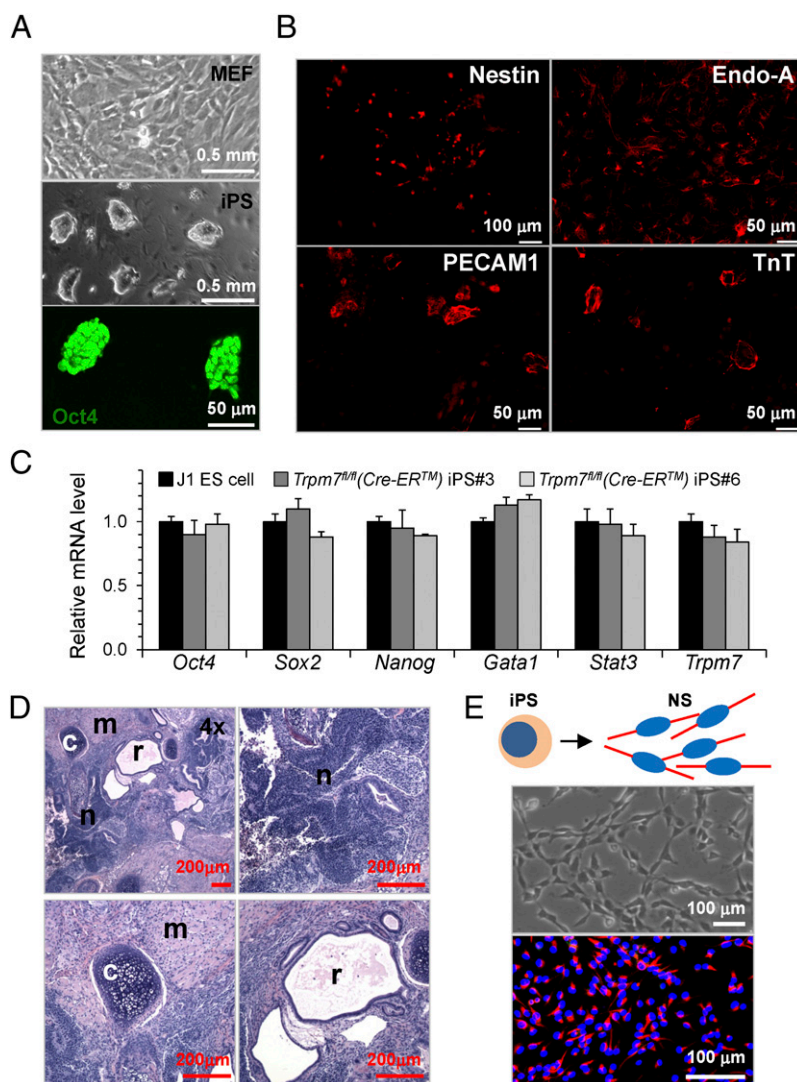 A
MEF
0.5 mm
iPS
0.5 mm
Oct4
50 μm
B
Nestin
100 μm
Endo-A
50 μm
PECAM1
50 μm
TnT
50 μm
C
J1 ES cell
Trpm7fl/fl(Cre-ERTM) iPS#3
Trpm7fl/fl(Cre-ERTM) iPS#6
Relative mRNA level
1.0
0.5
0.0
Oct4 Sox2 Nanog Gata1 Stat3 Trpm7
D
m
4x
c
r
n
200μm
n
200μm
m
c
200μm
r
200μm
E
iPS
NS
100 μm
100 μm